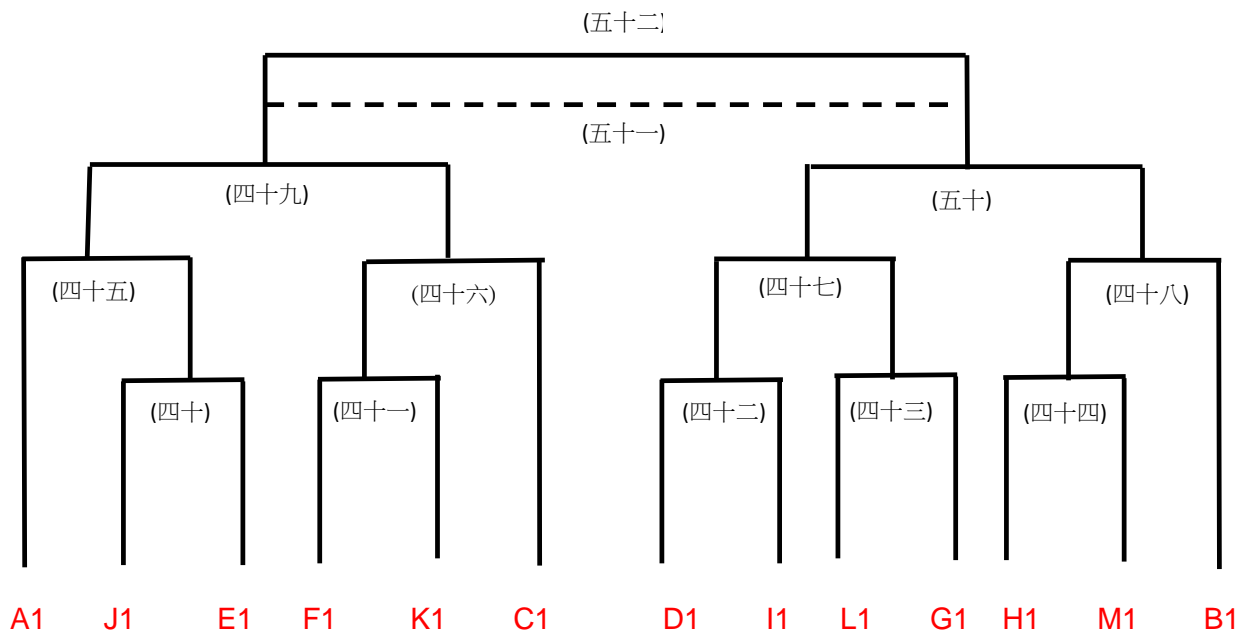 (五十二)
(五十一)
(四十九) (五十)
(四十五) (四十六) (四十七) (四十八)
(四十) (四十一) (四十二) (四十三) (四十四)
A1 J1 E1 F1 K1 C1 D1 I1 L1 G1 H1 M1 B1